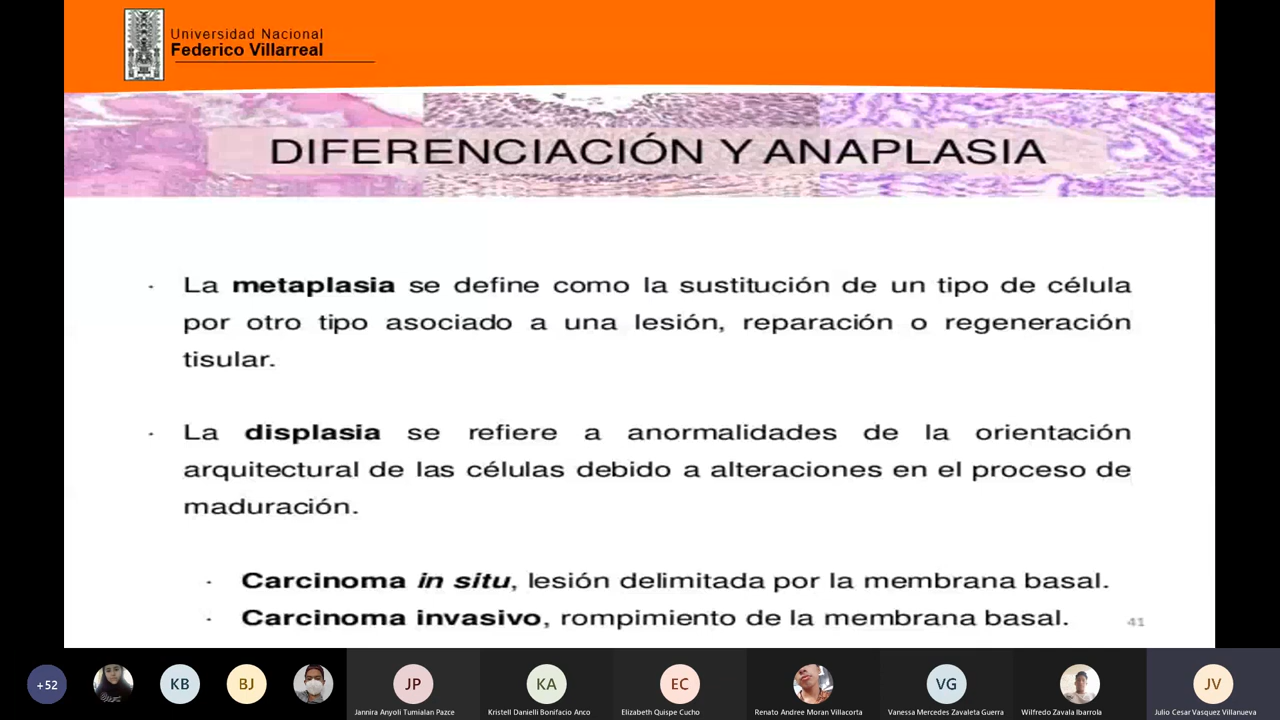 Universidad Nacional
Federico Villarreal
DIFERENCIACIÓN Y ANAPLASIA
· La metaplasia se define como la sustitución de un tipo de célula
por otro tipo asociado a una lesión, reparación o regeneración
tisular.
· La displasia se refiere a anormalidades de la orientación
arquitectural de las células debido a alteraciones en el proceso de
maduración.
· Carcinoma in situ, lesión delimitada por la membrana basal.
· Carcinoma invasivo, rompimiento de la membrana basal.
41
+52
KB
BJ
JP
KA
EC
VG
JV
Jannira Anyoli Tumialan Pazce
Kristell Danielli Bonifacio Anco
Elizabeth Quispe Cucho
Renato Andree Moran Villacorta
Vanessa Mercedes Zavaleta Guerra
Wilfredo Zavala Ibarrola
Julio Cesar Vasquez Villanueva